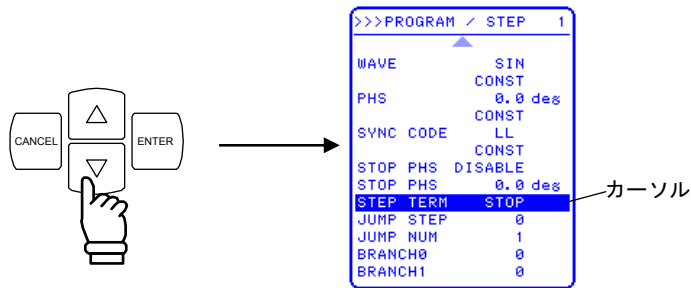 CANCEL
△
▽
ENTER
>>>PROGRAM / STEP 1
WAVE SIN
CONST
PHS 0.0 deg
CONST
SYNC CODE LL
CONST
STOP PHS DISABLE
STOP PHS 0.0 deg
STEP TERM STOP
JUMP STEP 0
JUMP NUM 1
BRANCH0 0
BRANCH1 0
カーソル